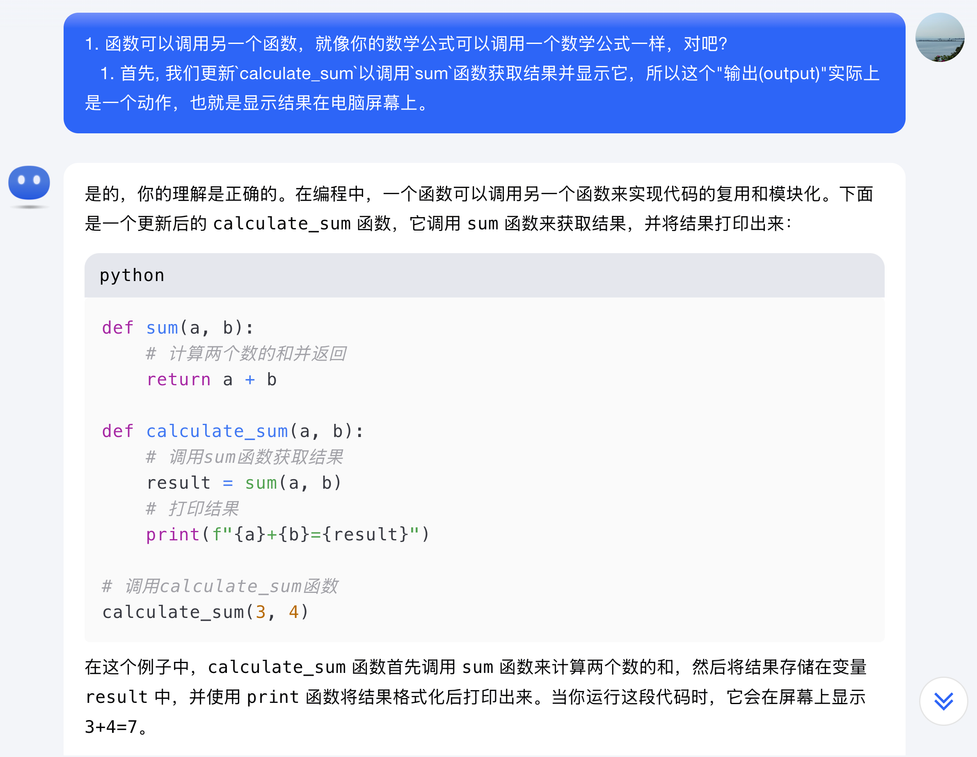 1. 函数可以调用另一个函数，就像你的数学公式可以调用一个数学公式一样，对吧?
1. 首先, 我们更新`calculate_sum`以调用`sum`函数获取结果并显示它，所以这个"输出(output)"实际上
是一个动作，也就是显示结果在电脑屏幕上。
是的，你的理解是正确的。在编程中，一个函数可以调用另一个函数来实现代码的复用和模块化。下面
是一个更新后的 calculate_sum 函数，它调用 sum 函数来获取结果，并将结果打印出来：
python
def sum(a, b):
    # 计算两个数的和并返回
    return a + b
def calculate_sum(a, b):
    # 调用sum函数获取结果
    result = sum(a, b)
    # 打印结果
    print(f"{a}+{b}={result}")
# 调用calculate_sum函数
calculate_sum(3, 4)
在这个例子中，calculate_sum 函数首先调用 sum 函数来计算两个数的和，然后将结果存储在变量
result 中，并使用 print 函数将结果格式化后打印出来。当你运行这段代码时，它会在屏幕上显示
3+4=7。